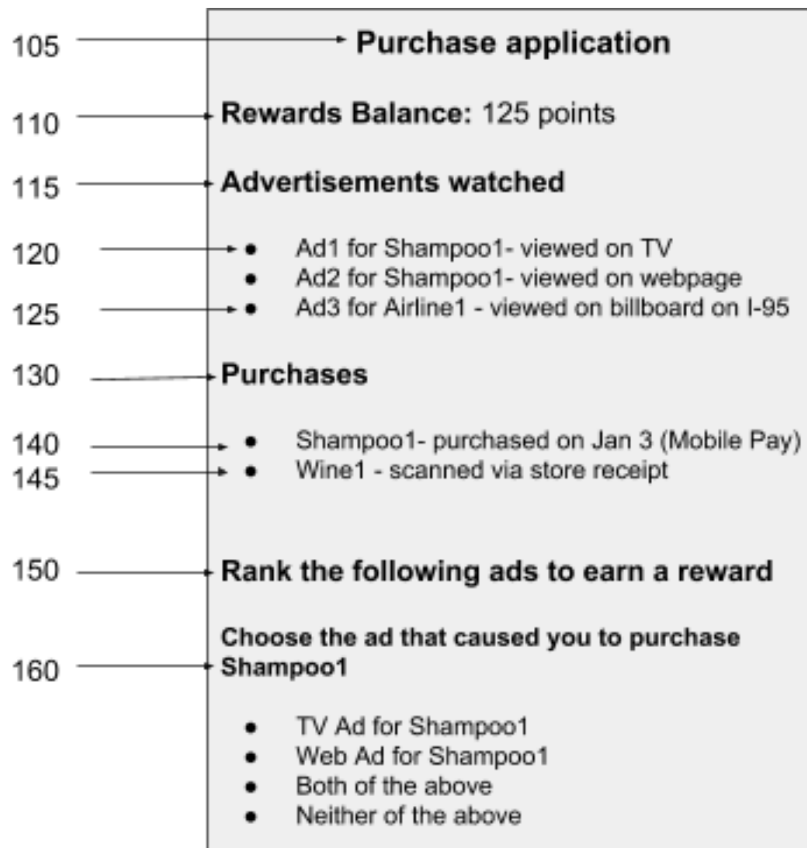 105 Purchase application
110 Rewards Balance: 125 points
115 Advertisements watched
120 ● Ad1 for Shampoo1- viewed on TV
● Ad2 for Shampoo1- viewed on webpage
125 ● Ad3 for Airline1 - viewed on billboard on I-95
130 Purchases
140 ● Shampoo1- purchased on Jan 3 (Mobile Pay)
145 ● Wine1 - scanned via store receipt
150 Rank the following ads to earn a reward
Choose the ad that caused you to purchase
160 Shampoo1
● TV Ad for Shampoo1
● Web Ad for Shampoo1
● Both of the above
● Neither of the above